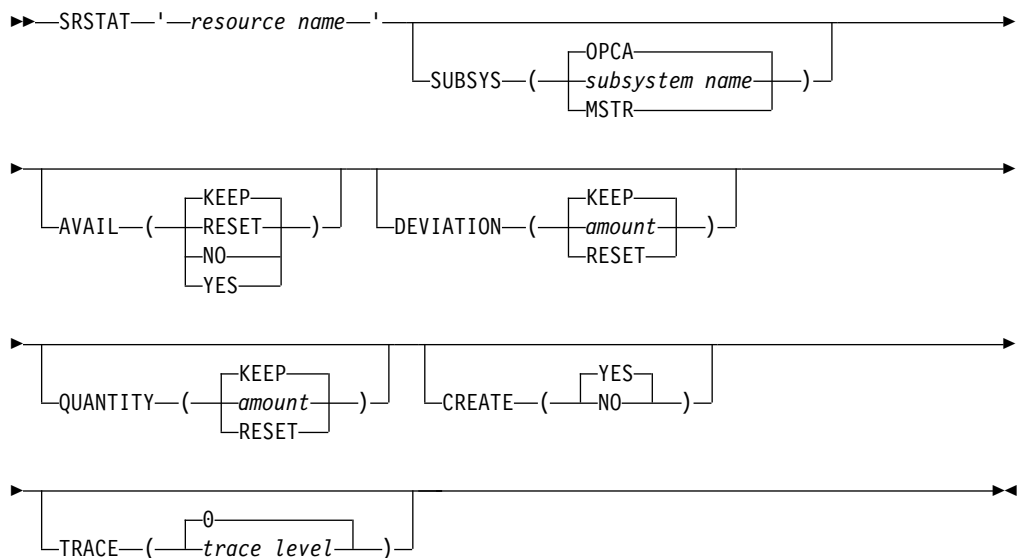 SRSTAT ' resource name '
OPCA
SUBSYS ( subsystem name )
MSTR
KEEP KEEP
AVAIL ( RESET ) DEVIATION ( amount )
NO RESET
YES
KEEP YES
QUANTITY ( amount ) CREATE ( NO )
RESET
0
TRACE ( trace level )